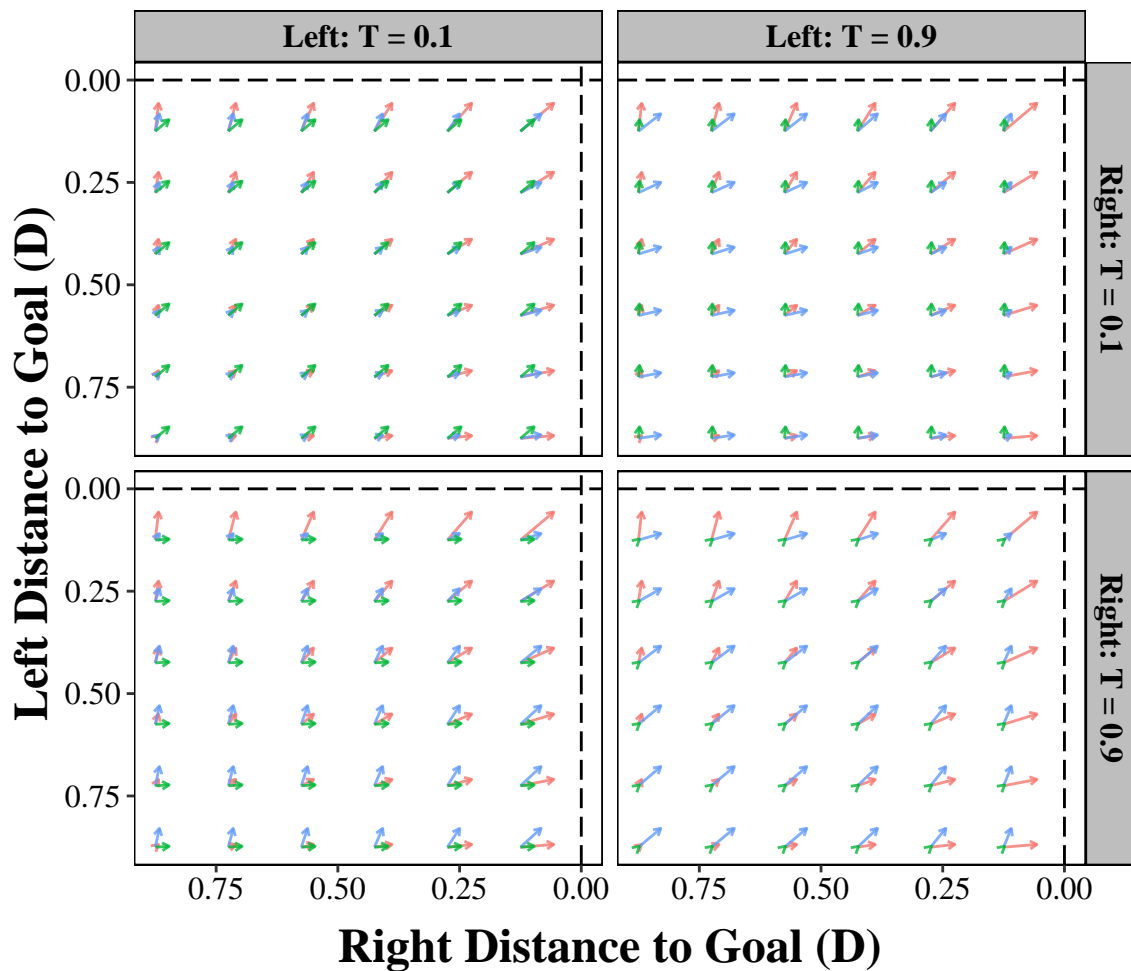 Left: T = 0.1
Left: T = 0.9
0.00
0.25
0.50
0.75
Right: T = 0.1
Left Distance to Goal (D)
0.00
0.25
0.50
0.75
Right: T = 0.9
0.75
0.50
0.25
0.00
0.75
0.50
0.25
0.00
Right Distance to Goal (D)